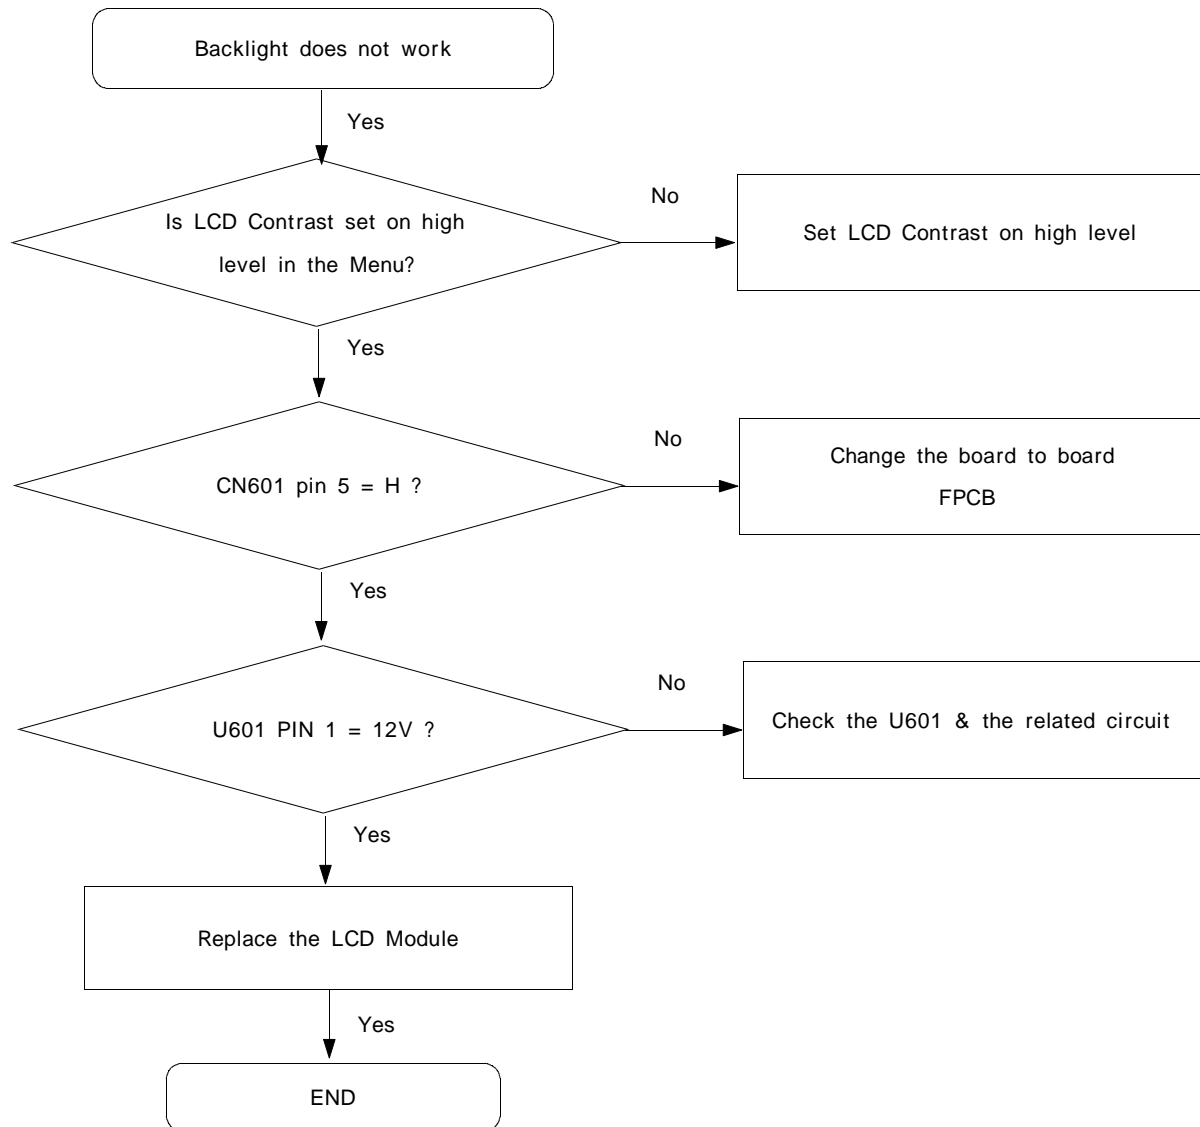 Backlight does not work
Yes
Is LCD Contrast set on high
level in the Menu?
No
Set LCD Contrast on high level
Yes
CN601 pin 5 = H ?
No
Change the board to board
FPCB
Yes
U601 PIN 1 = 12V ?
No
Check the U601 & the related circuit
Yes
Replace the LCD Module
Yes
END